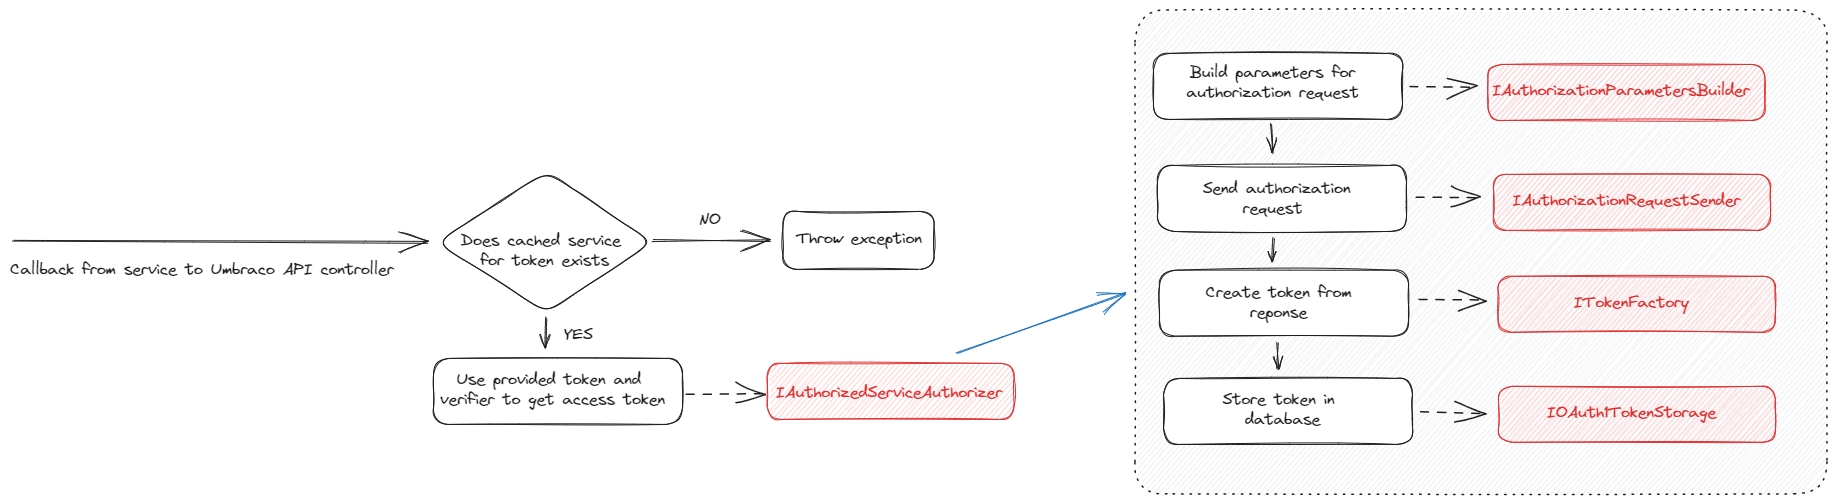 Callback from service to Umbraco API controller
Does cached service
for token exists
NO
Throw exception
YES
Use provided token and
verifier to get access token
IAuthorizedServiceAuthorizer
Build parameters for
authorization request
IAuthorizationParametersBuilder
Send authorization
request
IAuthorizationRequestSender
Create token from
reponse
ITokenFactory
Store token in
database
IOAuth1TokenStorage